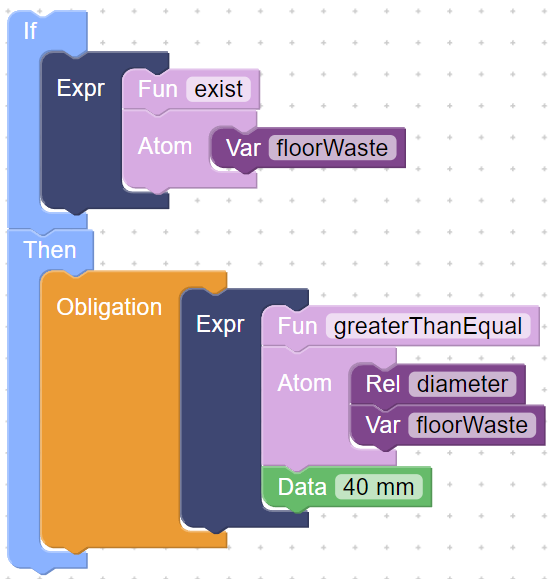 If
Expr
Fun exist
Atom
Var floorWaste
Then
Obligation
Expr
Fun greaterThanEqual
Atom
Rel diameter
Var floorWaste
Data 40 mm